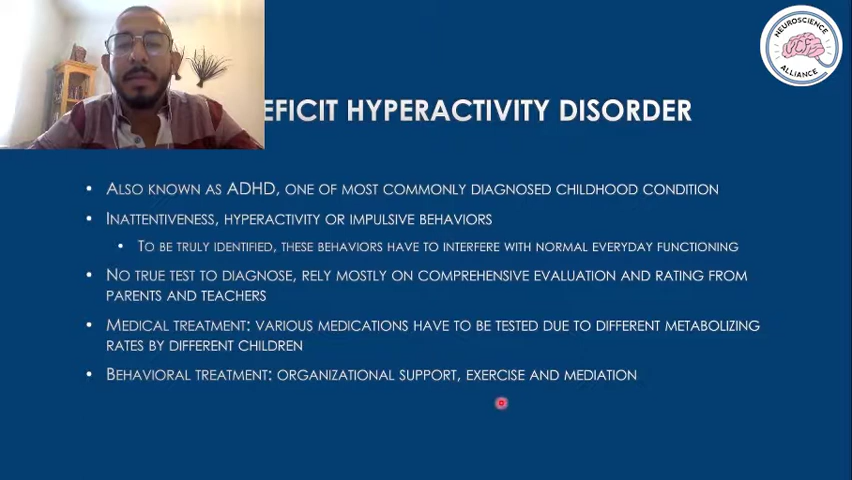 NEUROSCIENCE
ALLIANCE
EFICIT HYPERACTIVITY DISORDER
• ALSO KNOWN AS ADHD, ONE OF MOST COMMONLY DIAGNOSED CHILDHOOD CONDITION
• INATTENTIVENESS, HYPERACTIVITY OR IMPULSIVE BEHAVIORS
• TO BE TRULY IDENTIFIED, THESE BEHAVIORS HAVE TO INTERFERE WITH NORMAL EVERYDAY FUNCTIONING
• NO TRUE TEST TO DIAGNOSE, RELY MOSTLY ON COMPREHENSIVE EVALUATION AND RATING FROM
PARENTS AND TEACHERS
• MEDICAL TREATMENT: VARIOUS MEDICATIONS HAVE TO BE TESTED DUE TO DIFFERENT METABOLIZING
RATES BY DIFFERENT CHILDREN
• BEHAVIORAL TREATMENT: ORGANIZATIONAL SUPPORT, EXERCISE AND MEDIATION